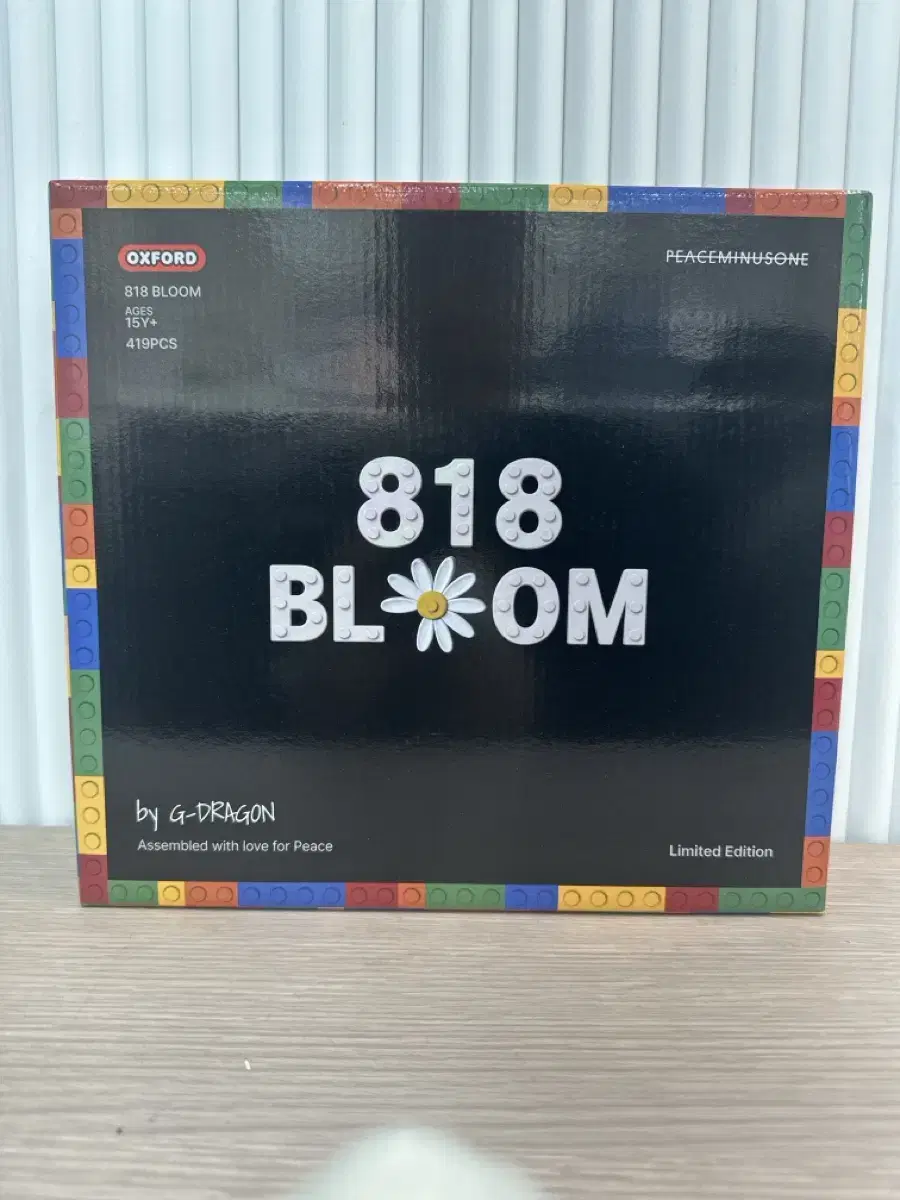 OXFORD
PEACEMINUSONE
818 BLOOM
AGES
15Y+
419PCS
818
BLOOM
by G-DRAGON
Assembled with love for Peace
Limited Edition